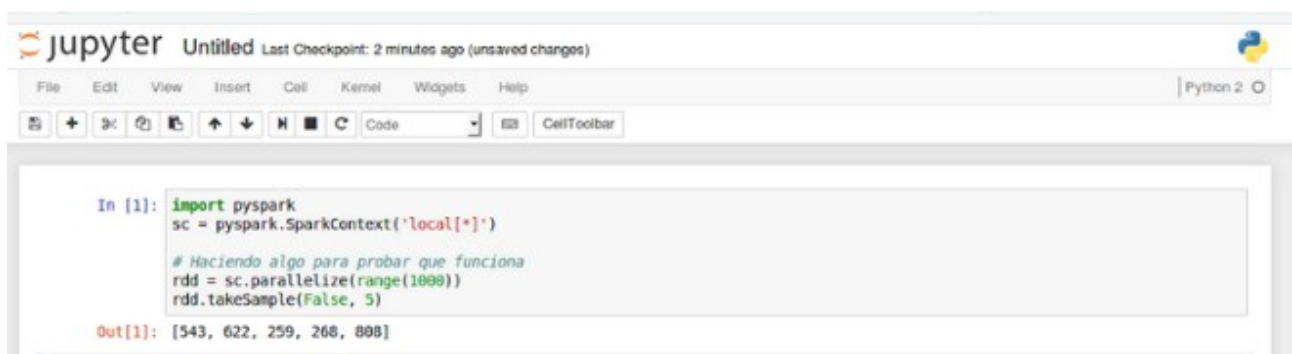 jupyter Untitled Last Checkpoint: 2 minutes ago (unsaved changes)
File Edit View Insert Cell Kernel Widgets Help Python 2
Code CellToolbar
In [1]: import pyspark
sc = pyspark.SparkContext('local[*]')
# Haciendo algo para probar que funciona
rdd = sc.parallelize(range(1000))
rdd.takeSample(False, 5)
Out[1]: [543, 622, 259, 268, 808]